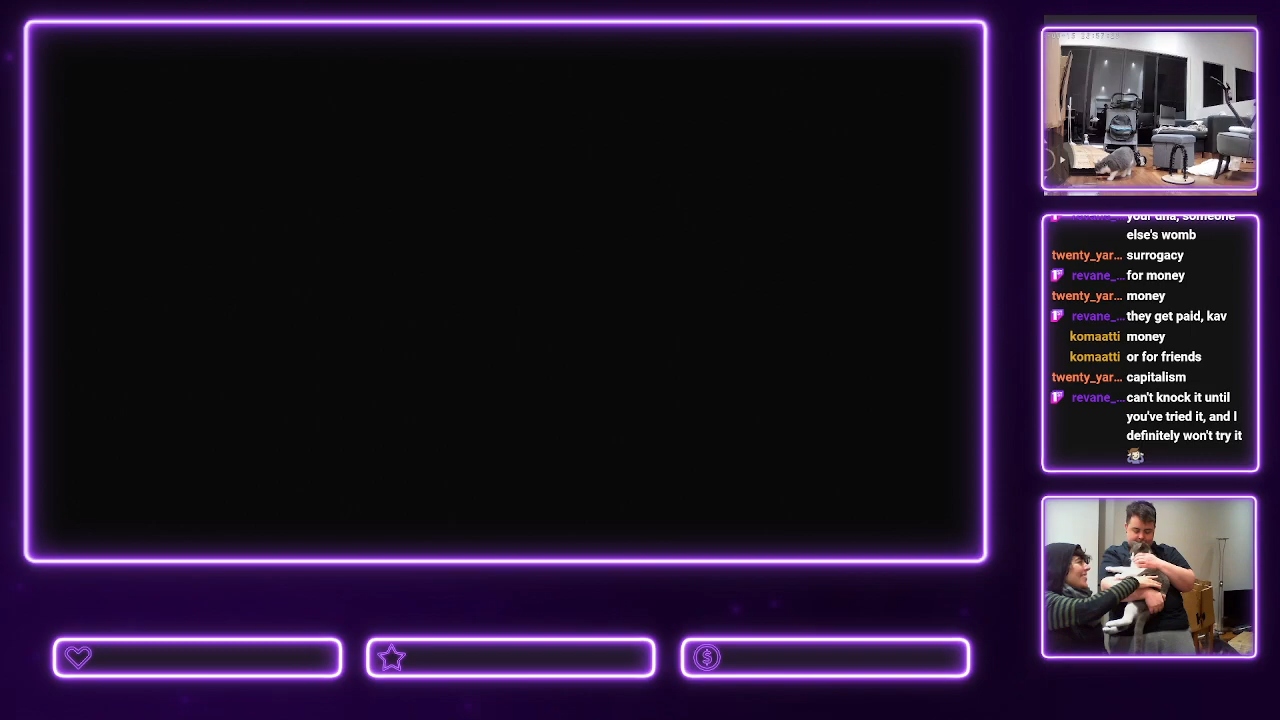 your dna, someone
else's womb
twenty_yar... surrogacy
revane_... for money
twenty_yar... money
revane_... they get paid, kav
komaatti money
komaatti or for friends
twenty_yar... capitalism
revane_... can't knock it until
you've tried it, and I
definitely won't try it